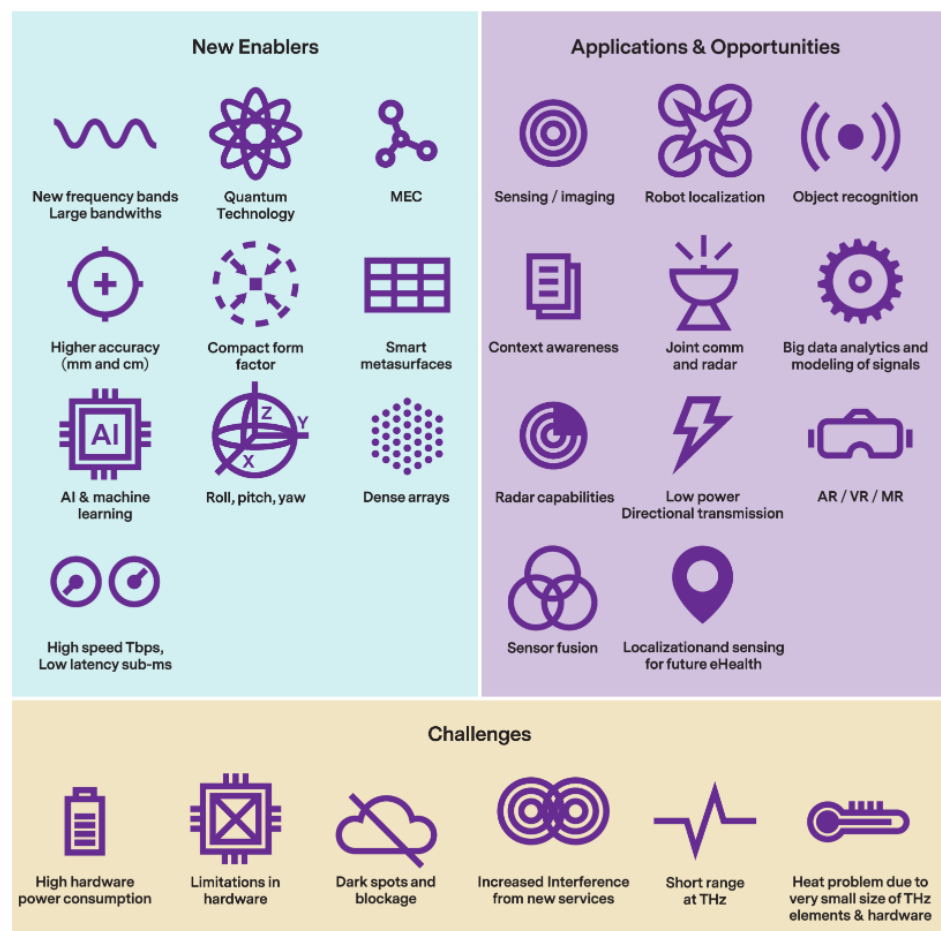 New Enablers
New frequency bands
Large bandwiths
Quantum
Technology
MEC
Higher accuracy
(mm and cm)
Compact form
factor
Smart
metasurfaces
AI
Z
Y
X
AI & machine
learning
Roll, pitch, yaw
Dense arrays
High speed Tbps,
Low latency sub-ms
Applications & Opportunities
Sensing / imaging
Robot localization
Object recognition
Context awareness
Joint comm
and radar
Big data analytics and
modeling of signals
Radar capabilities
Low power
Directional transmission
AR / VR / MR
Sensor fusion
Localizationand sensing
for future eHealth
Challenges
High hardware
power consumption
Limitations in
hardware
Dark spots and
blockage
Increased Interference
from new services
Short range
at THz
Heat problem due to
very small size of THz
elements & hardware